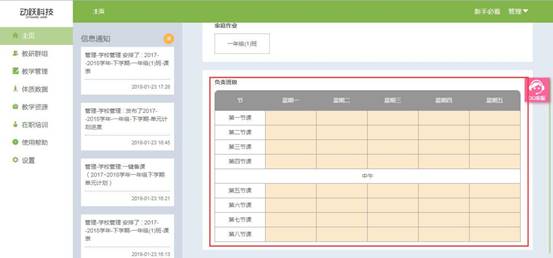 动跃科技
主页
新手必看
管理
主页
教研群组
教学管理
体质数据
教学资源
在职培训
使用帮助
设置
信息通知
管理-学校管理 安排了：2017-
-2018学年-下学期-一年级(1)班-课
表
2018-01-23 17:28
管理-学校管理：发布了2017-
-2018学年-一年级-下学期-单元计
划进度
2018-01-23 16:45
管理-学校管理 一键备课
（2017~2018学年一年级下学期
单元计划）
2018-01-23 16:21
管理-学校管理 安排了：2017-
-2018学年-下学期-一年级(1)班-课
表
2018-01-23 16:13
家庭作业
一年级(1)班
负责班级
节 星期一 星期二 星期三 星期四 星期五
第一节课
第二节课
第三节课
第四节课
中午
第五节课
第六节课
第七节课
第八节课